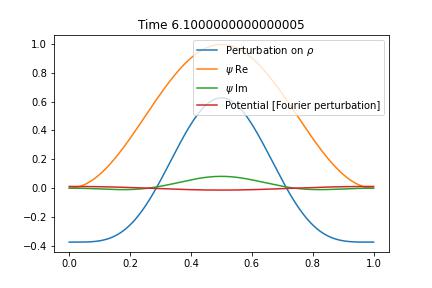 Time 6.1000000000000005
Perturbation on ρ
ψ Re
ψ Im
Potential [Fourier perturbation]
1.0
0.8
0.6
0.4
0.2
0.0
−0.2
−0.4
0.0 0.2 0.4 0.6 0.8 1.0